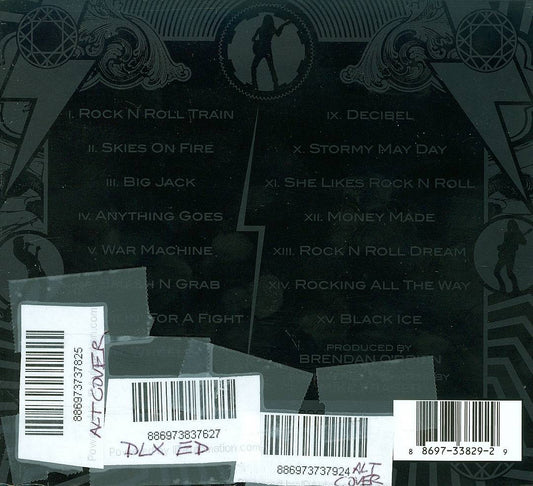 I. ROCK N ROLL TRAIN
II. SKIES ON FIRE
III. BIG JACK
IV. ANYTHING GOES
V. WAR MACHINE
N GRAB
FOR A FIGHT
IX. DECIBEL
X. STORMY MAY DAY
XI. SHE LIKES ROCK N ROLL
XII. MONEY MADE
XIII. ROCK N ROLL DREAM
XIV. ROCKING ALL THE WAY
XV. BLACK ICE
PRODUCED BY
BRENDAN O'BRIEN
BY
886973737825
ALT COVER
886973837627
DLX ED
886973737924
ALT
COVER
8 8697-33829-2 9